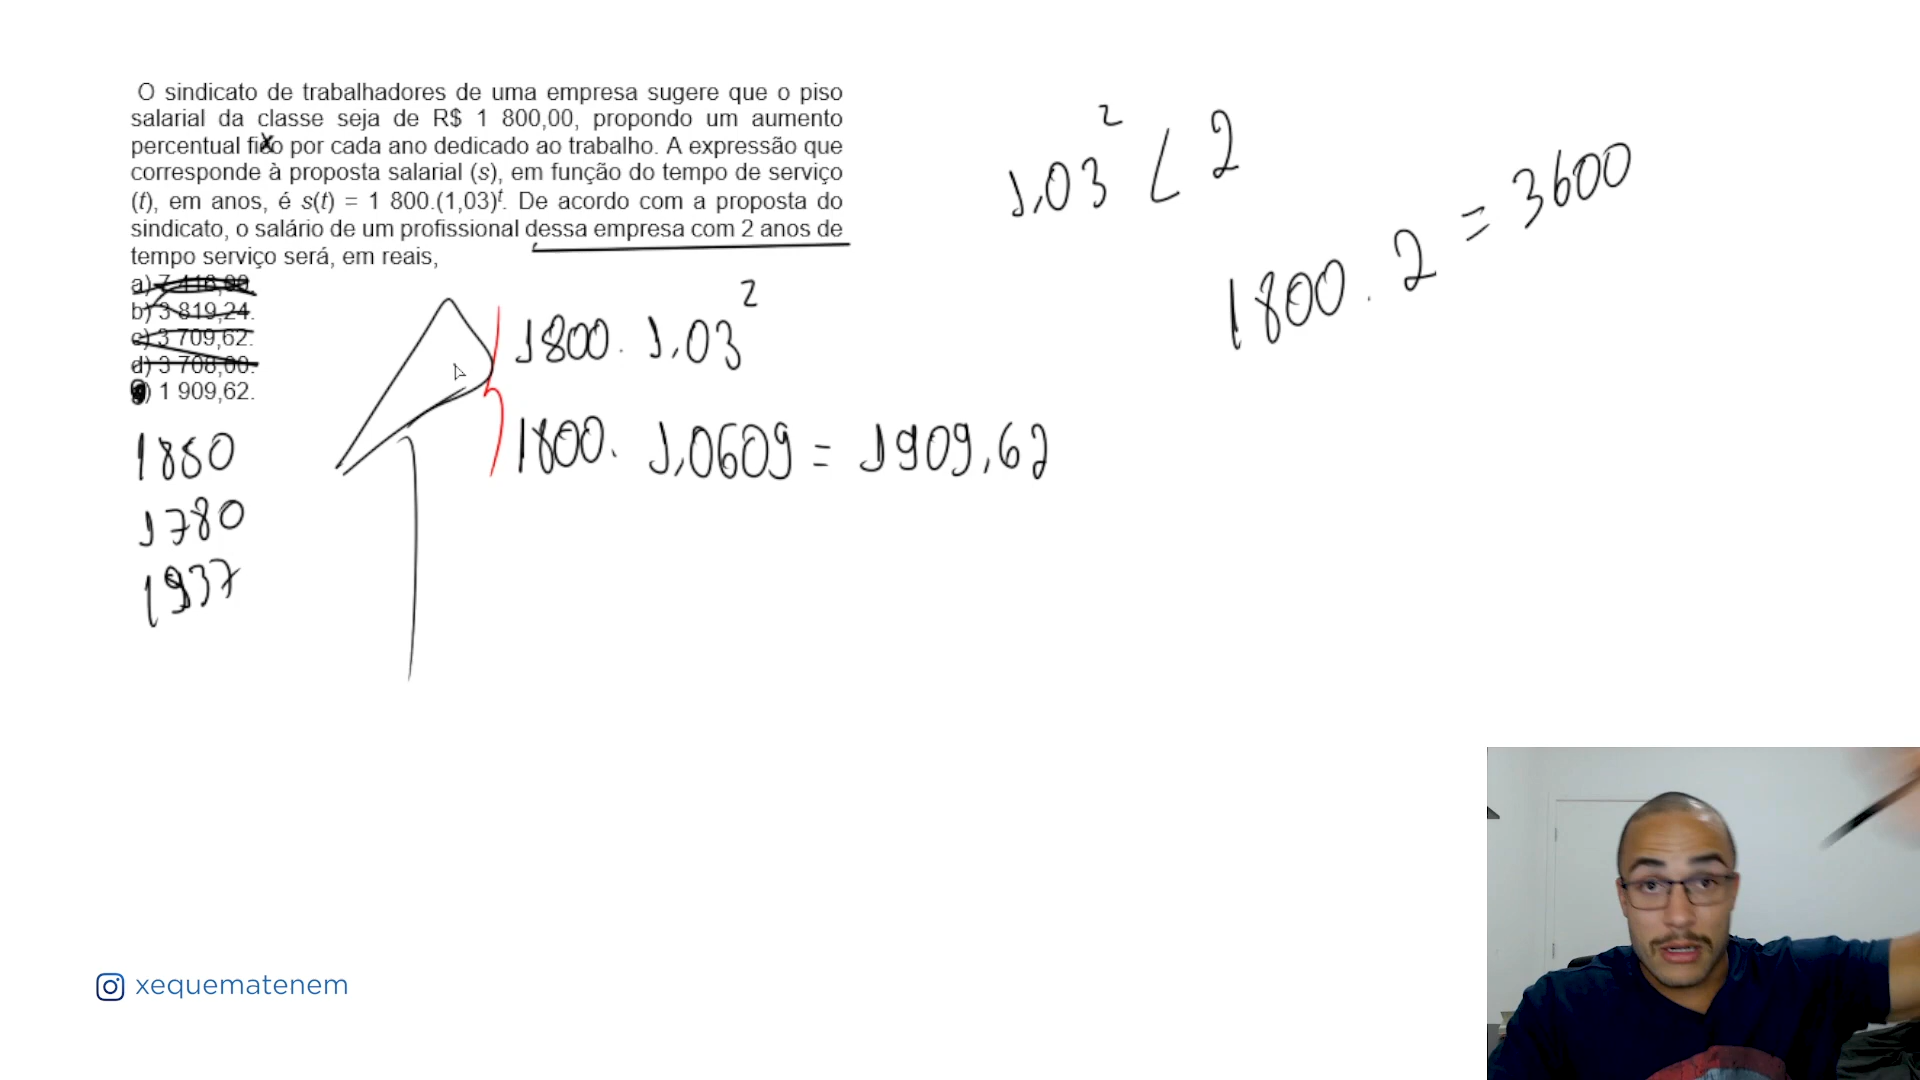 O sindicato de trabalhadores de uma empresa sugere que o piso
salarial da classe seja de R$ 1 800,00, propondo um aumento
percentual fixo por cada ano dedicado ao trabalho. A expressão que
corresponde à proposta salarial (s), em função do tempo de serviço
(t), em anos, é s(t) = 1 800.(1,03)^t. De acordo com a proposta do
sindicato, o salário de um profissional dessa empresa com 2 anos de
tempo serviço será, em reais,
a) 7 416,00.
b) 3 819,24.
c) 3 709,62.
d) 3 708,00.
) 1 909,62.
1850
1780
1937
1800. 1,03²
1800. 1,0609 = 1909,62
1,03² < 2
1800. 2 = 3600
xequematenem